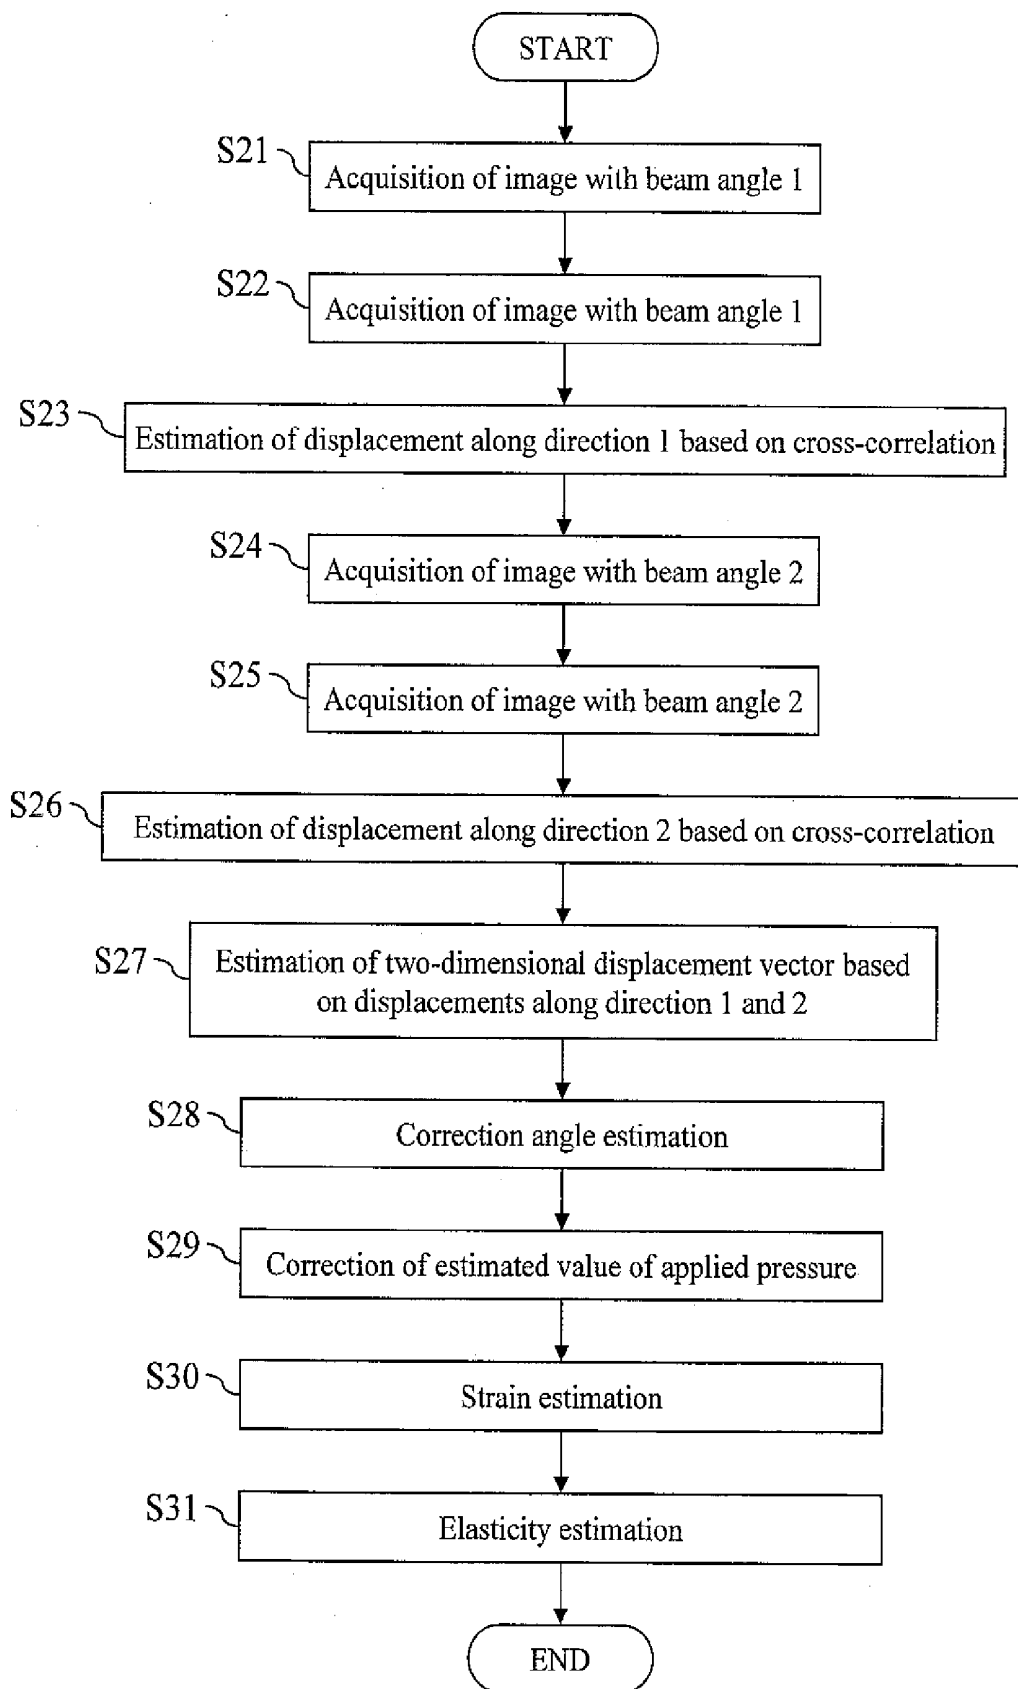 START
S21
Acquisition of image with beam angle 1
S22
Acquisition of image with beam angle 1
S23
Estimation of displacement along direction 1 based on cross-correlation
S24
Acquisition of image with beam angle 2
S25
Acquisition of image with beam angle 2
S26
Estimation of displacement along direction 2 based on cross-correlation
S27
Estimation of two-dimensional displacement vector based
on displacements along direction 1 and 2
S28
Correction angle estimation
S29
Correction of estimated value of applied pressure
S30
Strain estimation
S31
Elasticity estimation
END